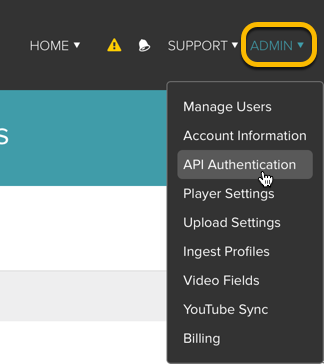 HOME ▼ SUPPORT ▼ ADMIN ▼
s
Manage Users
Account Information
API Authentication
Player Settings
Upload Settings
Ingest Profiles
Video Fields
YouTube Sync
Billing